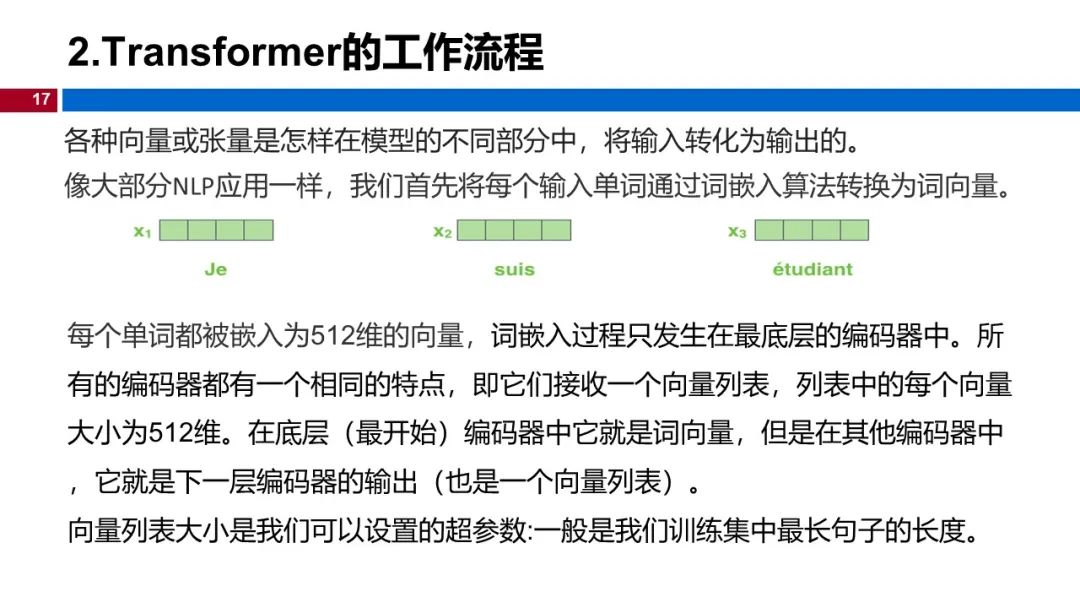 2.Transformer的工作流程
17
各种向量或张量是怎样在模型的不同部分中，将输入转化为输出的。
像大部分NLP应用一样，我们首先将每个输入单词通过词嵌入算法转换为词向量。
x₁ x₂ x₃
Je suis étudiant
每个单词都被嵌入为512维的向量，词嵌入过程只发生在最底层的编码器中。所
有的编码器都有一个相同的特点，即它们接收一个向量列表，列表中的每个向量
大小为512维。在底层（最开始）编码器中它就是词向量，但是在其他编码器中
，它就是下一层编码器的输出（也是一个向量列表）。
向量列表大小是我们可以设置的超参数:一般是我们训练集中最长句子的长度。